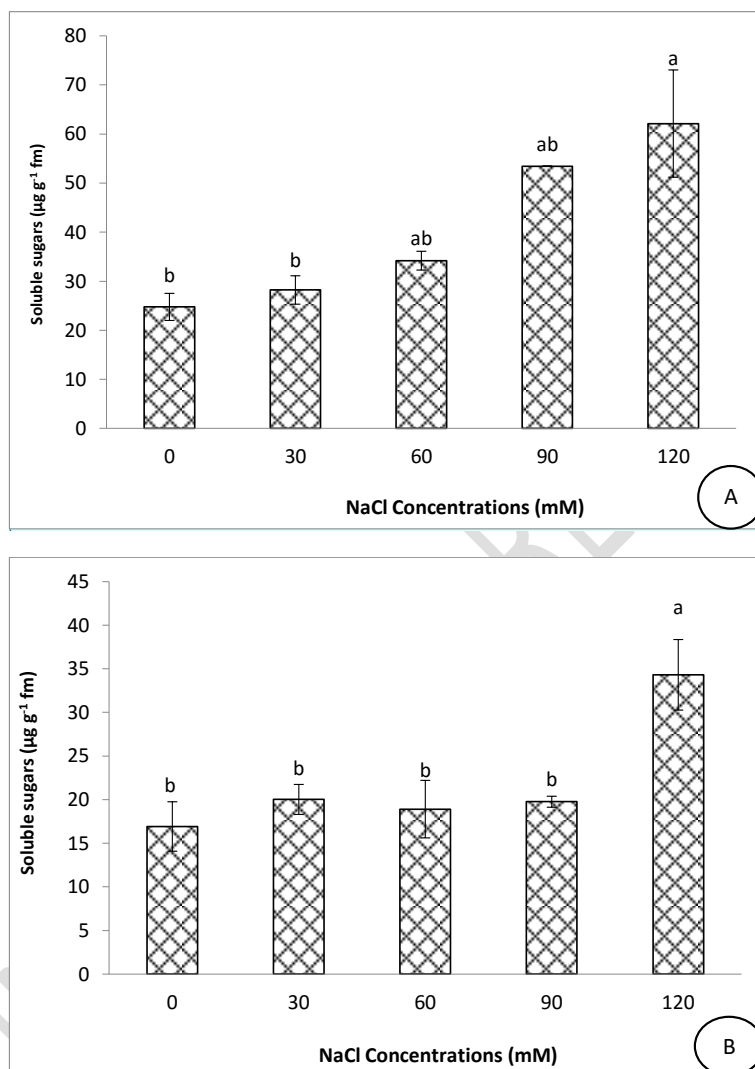 80
70
60
50
40
30
20
10
0
Soluble sugars (µg g⁻¹ fm)
b
b
ab
ab
a
0 30 60 90 120
NaCl Concentrations (mM)
A
45
40
35
30
25
20
15
10
5
0
Soluble sugars (µg g⁻¹ fm)
b
b
b
b
a
0 30 60 90 120
NaCl Concentrations (mM)
B